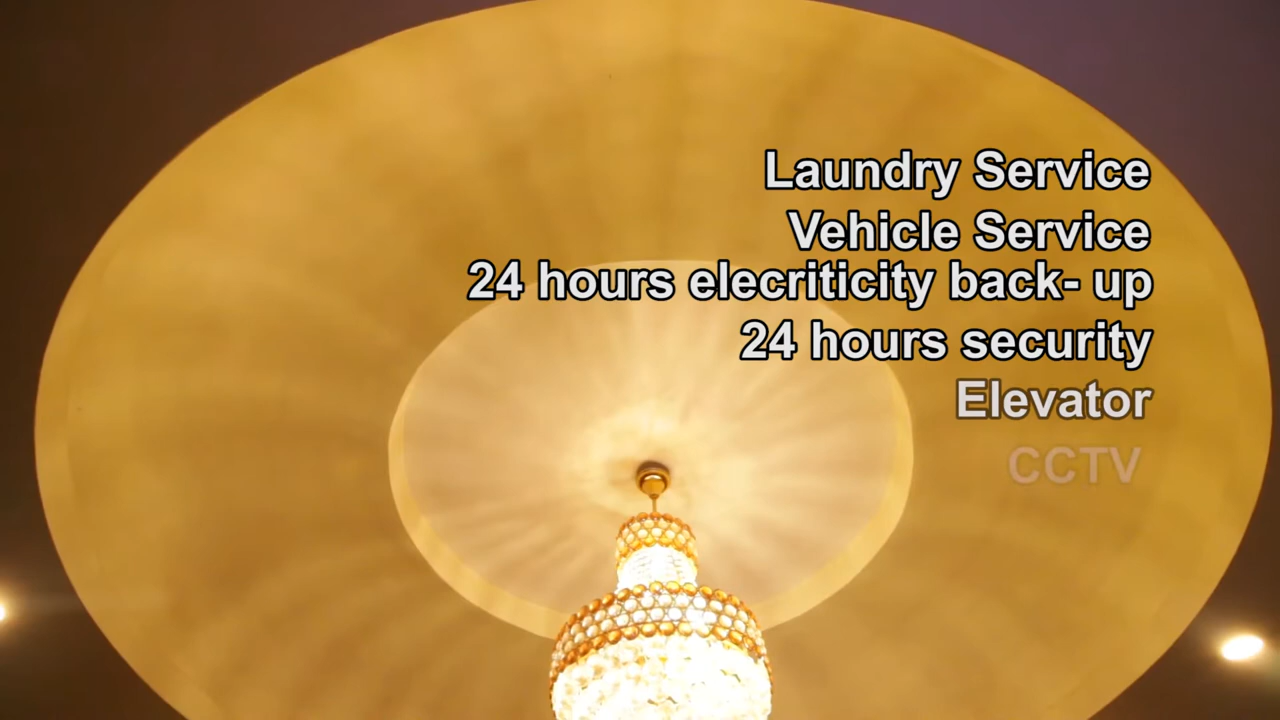 Laundry Service
Vehicle Service
24 hours elecriticity back- up
24 hours security
Elevator
CCTV